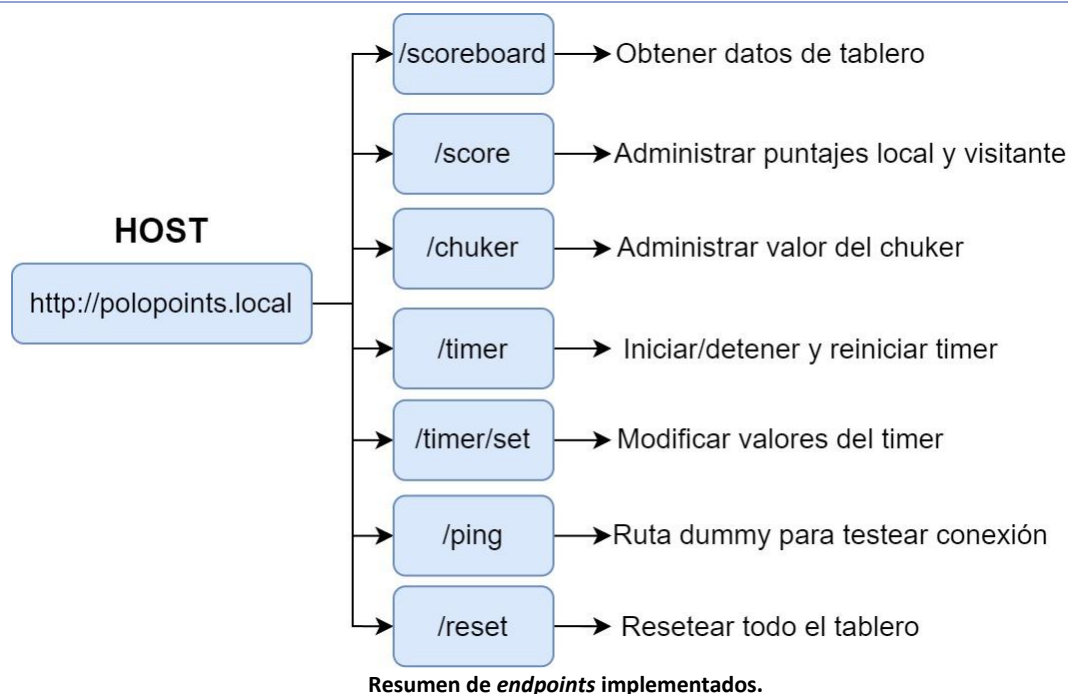 /scoreboard Obtener datos de tablero
/score Administrar puntajes local y visitante
HOST
/chuker Administrar valor del chuker
http://polopoints.local
/timer Iniciar/detener y reiniciar timer
/timer/set Modificar valores del timer
/ping Ruta dummy para testear conexión
/reset Resetear todo el tablero
Resumen de endpoints implementados.